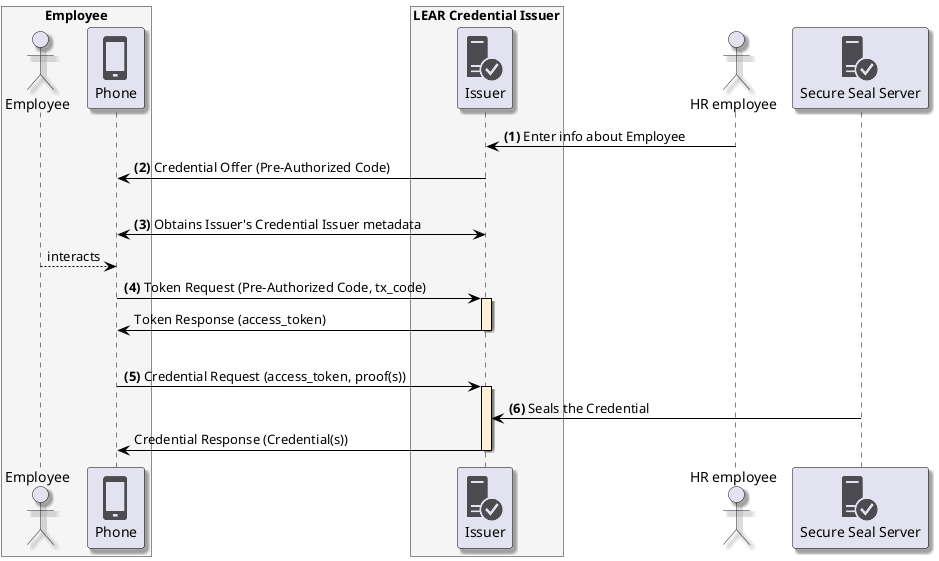 Employee
LEAR Credential Issuer
Employee
Phone
Issuer
HR employee
Secure Seal Server
(1) Enter info about Employee
(2) Credential Offer (Pre-Authorized Code)
(3) Obtains Issuer's Credential Issuer metadata
interacts
(4) Token Request (Pre-Authorized Code, tx_code)
Token Response (access_token)
(5) Credential Request (access_token, proof(s))
(6) Seals the Credential
Credential Response (Credential(s))
Employee
Phone
Issuer
HR employee
Secure Seal Server